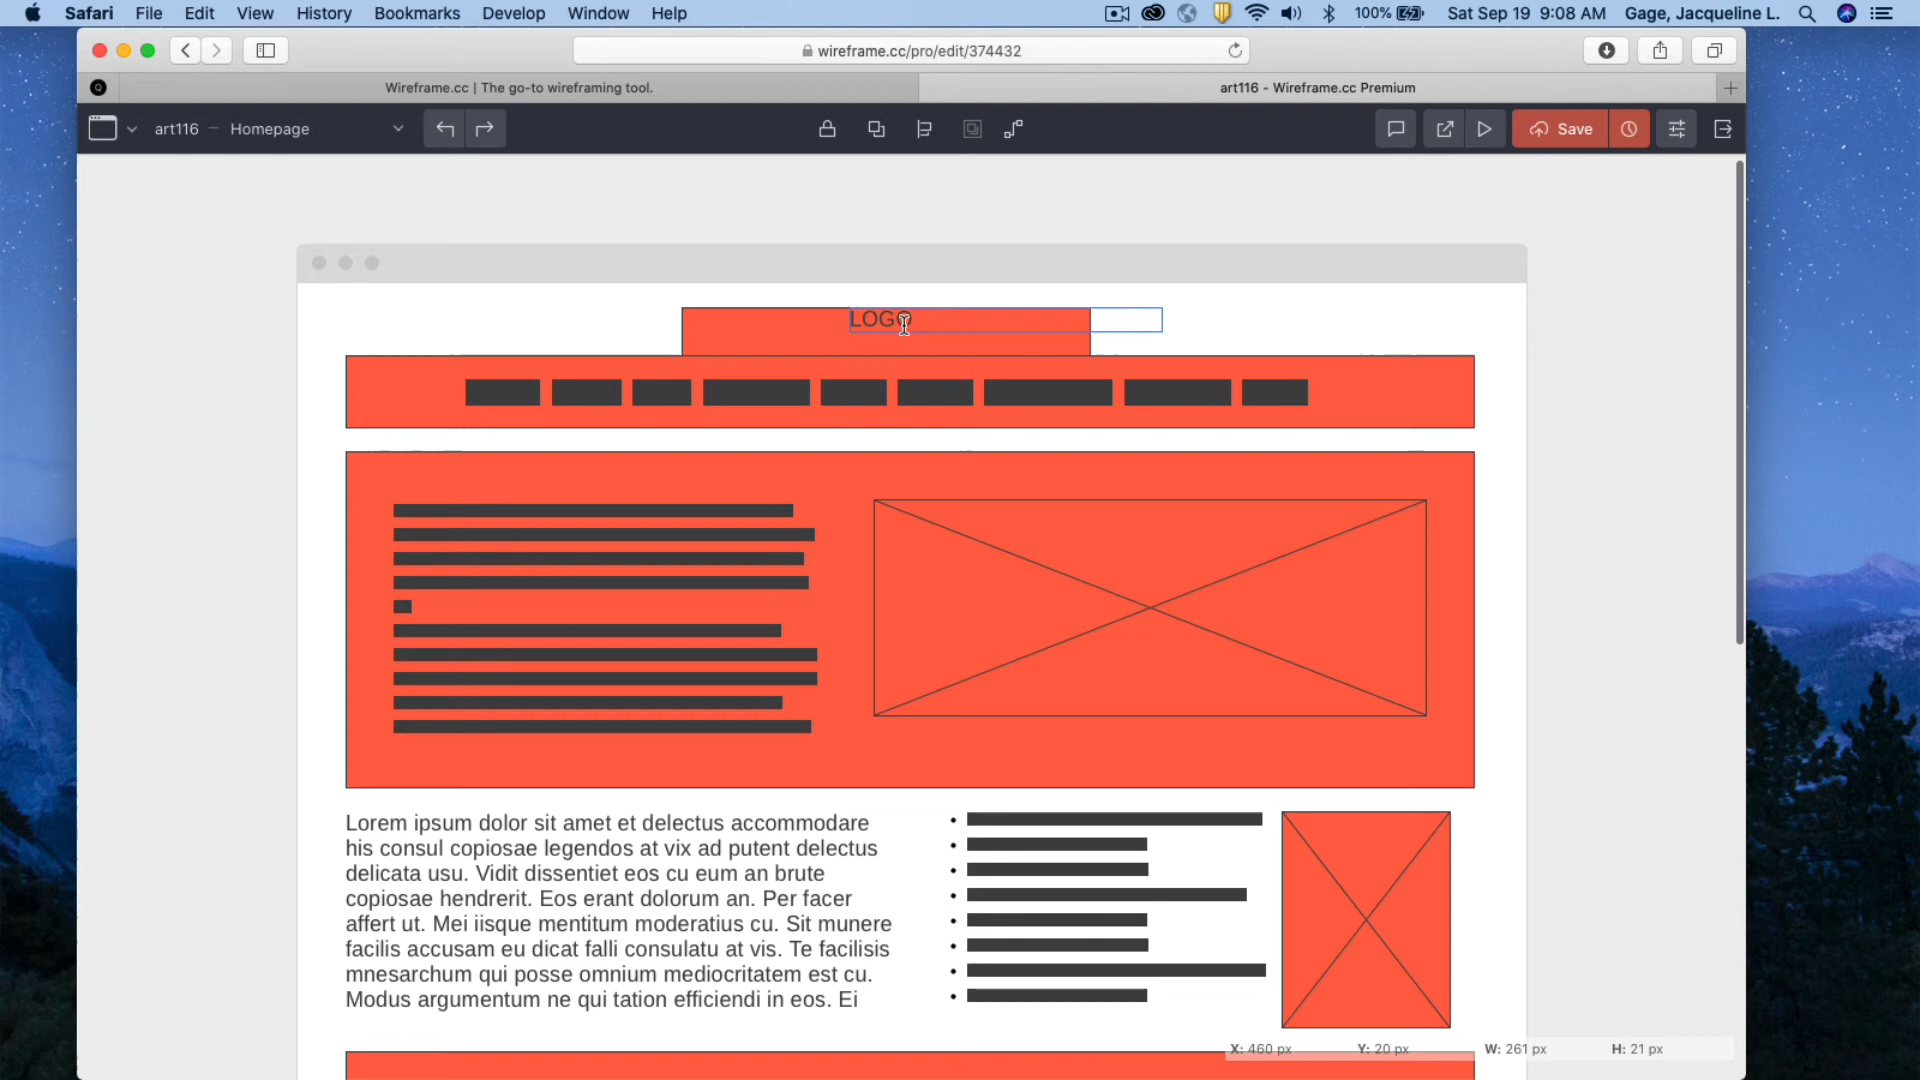 Safari File Edit View History Bookmarks Develop Window Help 100% Sat Sep 19 9:08 AM Gage, Jacqueline L.
wireframe.cc/pro/edit/374432
Wireframe.cc | The go-to wireframing tool. art116 - Wireframe.cc Premium
art116 – Homepage Save
LOGO
Lorem ipsum dolor sit amet et delectus accommodare
his consul copiosae legendos at vix ad putent delectus
delicata usu. Vidit dissentiet eos cu eum an brute
copiosae hendrerit. Eos erant dolorum an. Per facer
affert ut. Mei iisque mentitum moderatius cu. Sit munere
facilis accusam eu dicat falli consulatu at vis. Te facilisis
mnesarchum qui posse omnium mediocritatem est cu.
Modus argumentum ne qui tation efficiendi in eos. Ei
X: 460 px Y: 20 px W: 261 px H: 21 px